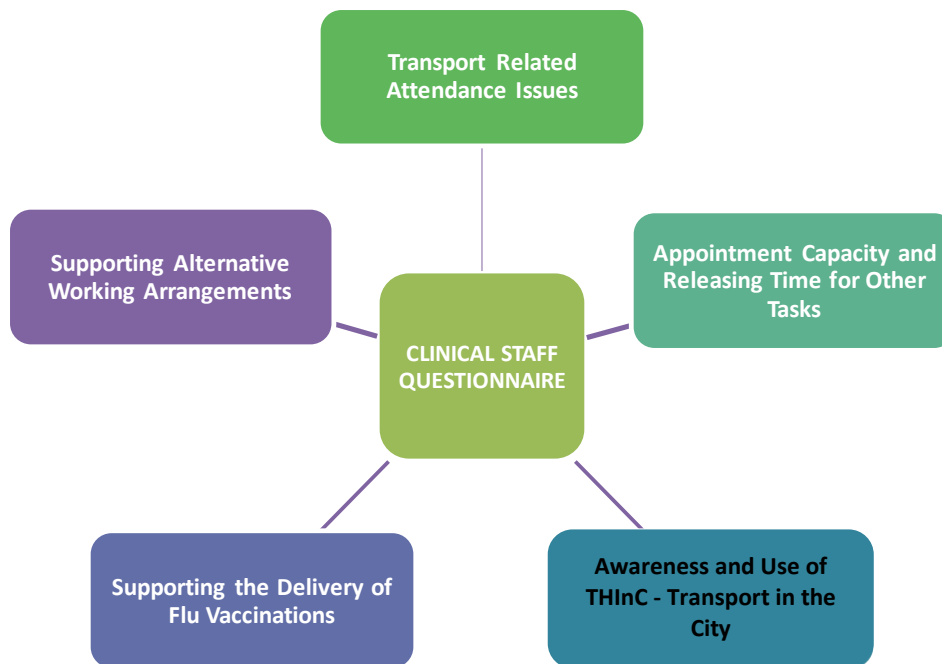 Transport Related
Attendance Issues
Supporting Alternative
Working Arrangements
Appointment Capacity and
Releasing Time for Other
Tasks
CLINICAL STAFF
QUESTIONNAIRE
Supporting the Delivery of
Flu Vaccinations
Awareness and Use of
THInC - Transport in the
City